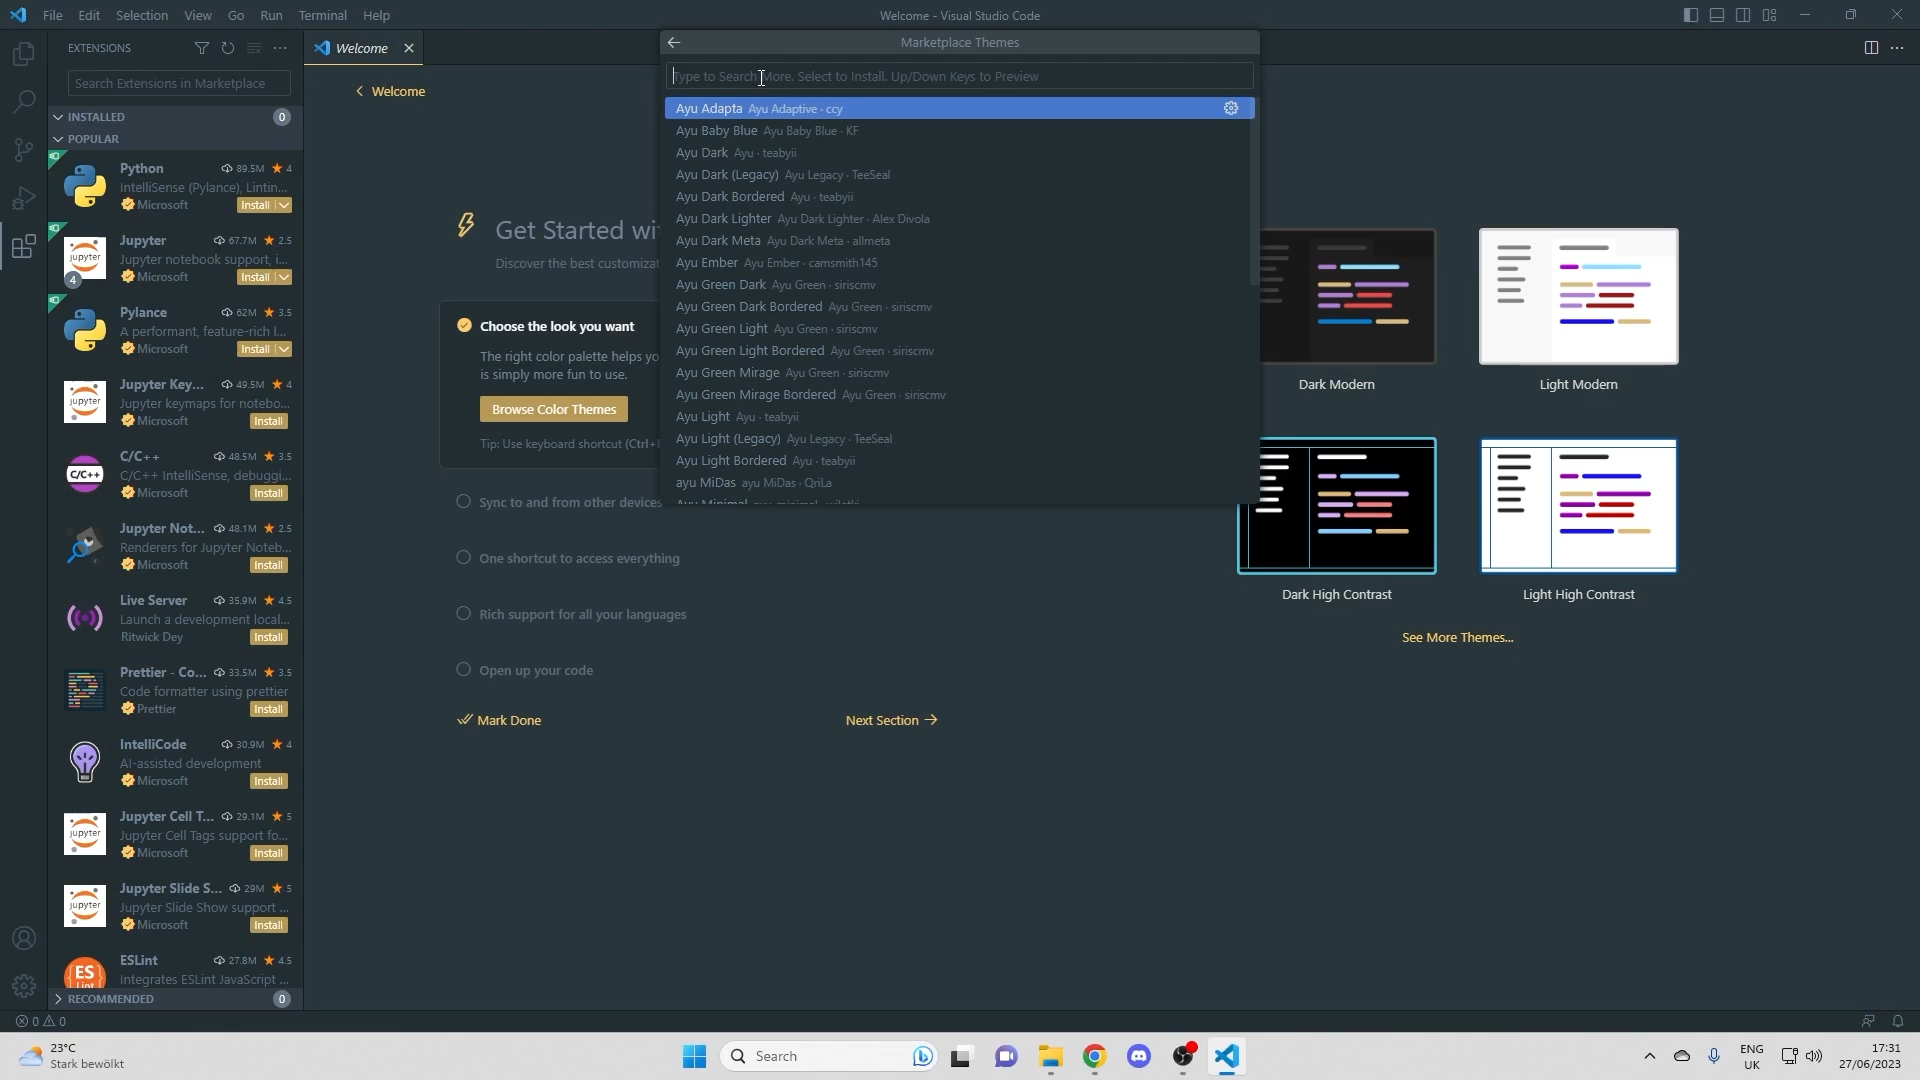 File Edit Selection View Go Run Terminal Help
Welcome - Visual Studio Code
EXTENSIONS
Search Extensions in Marketplace
INSTALLED 0
POPULAR
Python 89.5M 4
IntelliSense (Pylance), Lintin...
Microsoft Install
Jupyter 67.7M 2.5
Jupyter notebook support, i...
Microsoft Install
4
Pylance 62M 3.5
A performant, feature-rich l...
Microsoft Install
Jupyter Key... 49.5M 4
Jupyter keymaps for notebo...
Microsoft Install
C/C++ 48.5M 3.5
C/C++ IntelliSense, debuggi...
Microsoft Install
Jupyter Not... 48.1M 2.5
Renderers for Jupyter Noteb...
Microsoft Install
Live Server 35.9M 4.5
Launch a development local...
Ritwick Dey Install
Prettier - Co... 33.5M 3.5
Code formatter using prettier
Prettier Install
IntelliCode 30.9M 4
AI-assisted development
Microsoft Install
Jupyter Cell T... 29.1M 5
Jupyter Cell Tags support fo...
Microsoft Install
Jupyter Slide S... 29M 5
Jupyter Slide Show support ...
Microsoft Install
ESLint 27.8M 4.5
Integrates ESLint JavaScript ...
RECOMMENDED 0
Welcome
Welcome
Get Started wi
Discover the best customizat
Choose the look you want
The right color palette helps yo
is simply more fun to use.
Browse Color Themes
Tip: Use keyboard shortcut (Ctrl+
Sync to and from other devices
One shortcut to access everything
Rich support for all your languages
Open up your code
Mark Done
Next Section
Marketplace Themes
Type to Search More. Select to Install. Up/Down Keys to Preview
Ayu Adapta Ayu Adaptive · ccy
Ayu Baby Blue Ayu Baby Blue · KF
Ayu Dark Ayu · teabyii
Ayu Dark (Legacy) Ayu Legacy · TeeSeal
Ayu Dark Bordered Ayu · teabyii
Ayu Dark Lighter Ayu Dark Lighter · Alex Divola
Ayu Dark Meta Ayu Dark Meta · allmeta
Ayu Ember Ayu Ember · camsmith145
Ayu Green Dark Ayu Green · siriscmv
Ayu Green Dark Bordered Ayu Green · siriscmv
Ayu Green Light Ayu Green · siriscmv
Ayu Green Light Bordered Ayu Green · siriscmv
Ayu Green Mirage Ayu Green · siriscmv
Ayu Green Mirage Bordered Ayu Green · siriscmv
Ayu Light Ayu · teabyii
Ayu Light (Legacy) Ayu Legacy · TeeSeal
Ayu Light Bordered Ayu · teabyii
ayu MiDas ayu MiDas · QriLa
Ayu Minimal
Dark Modern
Light Modern
Dark High Contrast
Light High Contrast
See More Themes...
0 0
23°C
Stark bewölkt
Search
ENG
UK
17:31
27/06/2023